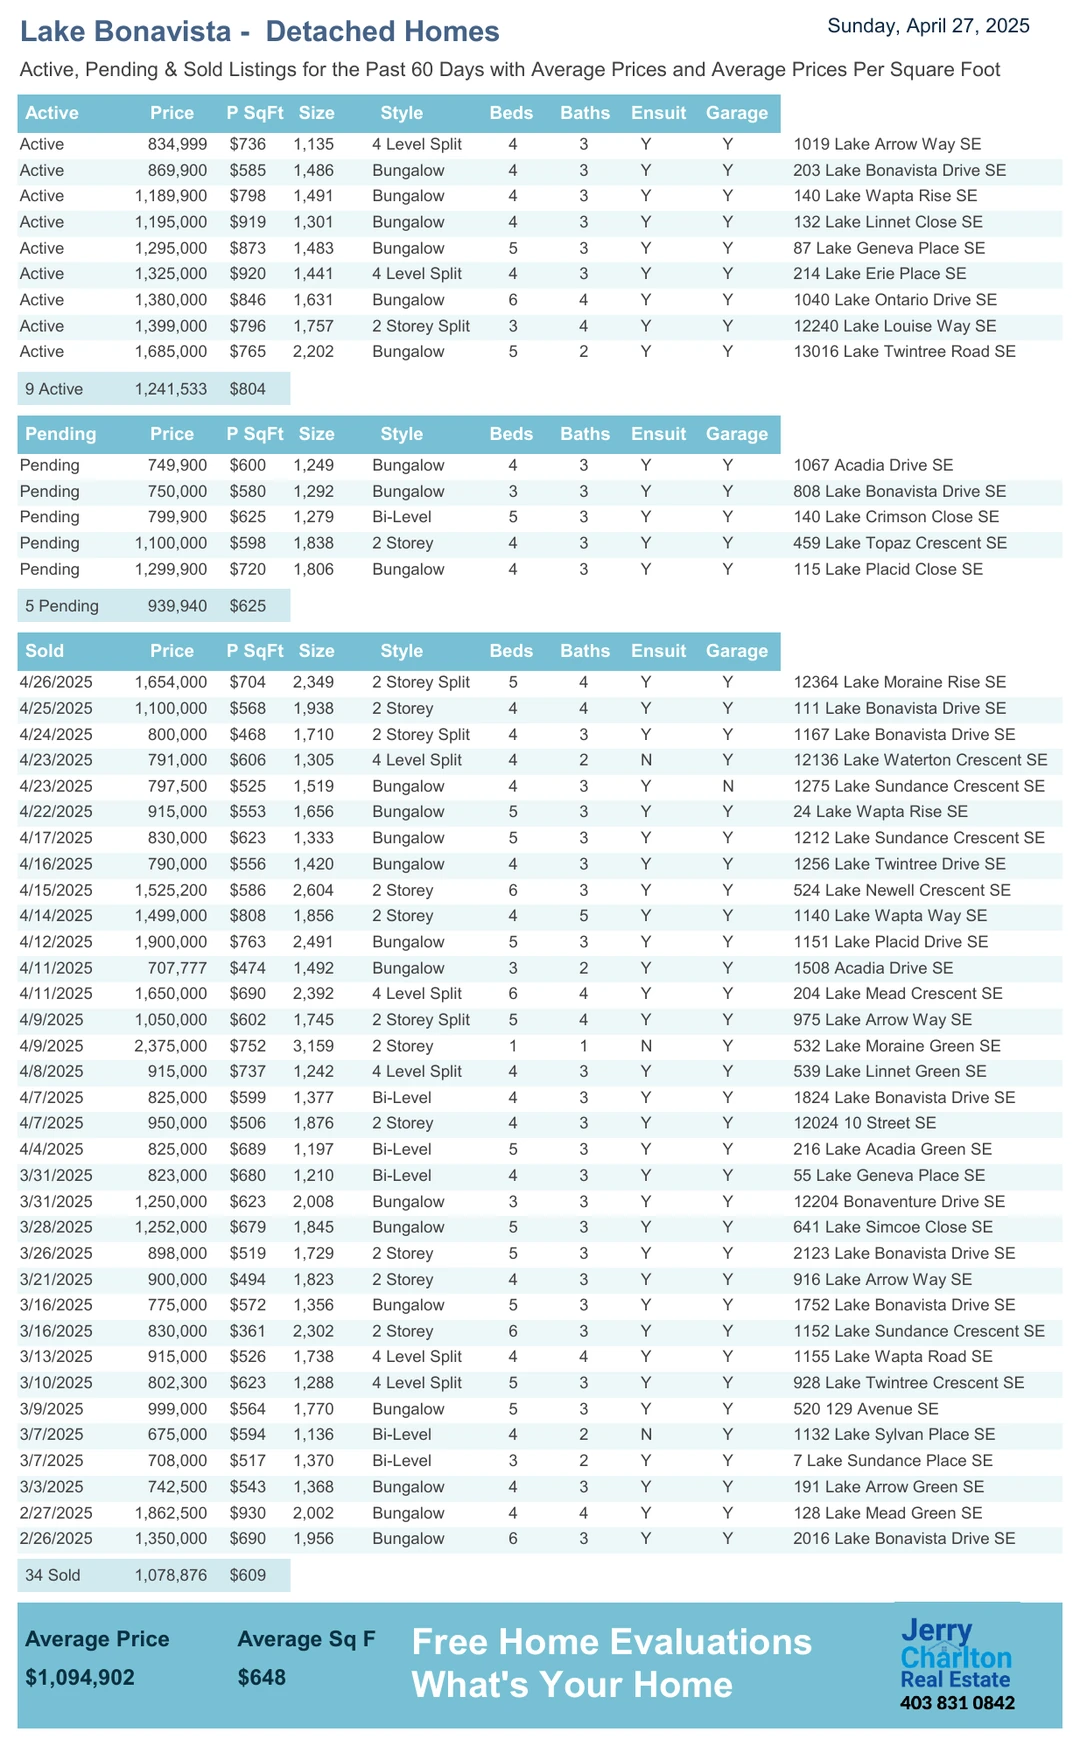 Lake Bonavista - Detached Homes
Sunday, April 27, 2025
Active, Pending & Sold Listings for the Past 60 Days with Average Prices and Average Prices Per Square Foot
Active Price P SqFt Size Style Beds Baths Ensuit Garage
Active 834,999 $736 1,135 4 Level Split 4 3 Y Y 1019 Lake Arrow Way SE
Active 869,900 $585 1,486 Bungalow 4 3 Y Y 203 Lake Bonavista Drive SE
Active 1,189,900 $798 1,491 Bungalow 4 3 Y Y 140 Lake Wapta Rise SE
Active 1,195,000 $919 1,301 Bungalow 4 3 Y Y 132 Lake Linnet Close SE
Active 1,295,000 $873 1,483 Bungalow 5 3 Y Y 87 Lake Geneva Place SE
Active 1,325,000 $920 1,441 4 Level Split 4 3 Y Y 214 Lake Erie Place SE
Active 1,380,000 $846 1,631 Bungalow 6 4 Y Y 1040 Lake Ontario Drive SE
Active 1,399,000 $796 1,757 2 Storey Split 3 4 Y Y 12240 Lake Louise Way SE
Active 1,685,000 $765 2,202 Bungalow 5 2 Y Y 13016 Lake Twintree Road SE
9 Active 1,241,533 $804
Pending Price P SqFt Size Style Beds Baths Ensuit Garage
Pending 749,900 $600 1,249 Bungalow 4 3 Y Y 1067 Acadia Drive SE
Pending 750,000 $580 1,292 Bungalow 3 3 Y Y 808 Lake Bonavista Drive SE
Pending 799,900 $625 1,279 Bi-Level 5 3 Y Y 140 Lake Crimson Close SE
Pending 1,100,000 $598 1,838 2 Storey 4 3 Y Y 459 Lake Topaz Crescent SE
Pending 1,299,900 $720 1,806 Bungalow 4 3 Y Y 115 Lake Placid Close SE
5 Pending 939,940 $625
Sold Price P SqFt Size Style Beds Baths Ensuit Garage
4/26/2025 1,654,000 $704 2,349 2 Storey Split 5 4 Y Y 12364 Lake Moraine Rise SE
4/25/2025 1,100,000 $568 1,938 2 Storey 4 4 Y Y 111 Lake Bonavista Drive SE
4/24/2025 800,000 $468 1,710 2 Storey Split 4 3 Y Y 1167 Lake Bonavista Drive SE
4/23/2025 791,000 $606 1,305 4 Level Split 4 2 N Y 12136 Lake Waterton Crescent SE
4/23/2025 797,500 $525 1,519 Bungalow 4 3 Y N 1275 Lake Sundance Crescent SE
4/22/2025 915,000 $553 1,656 Bungalow 5 3 Y Y 24 Lake Wapta Rise SE
4/17/2025 830,000 $623 1,333 Bungalow 5 3 Y Y 1212 Lake Sundance Crescent SE
4/16/2025 790,000 $556 1,420 Bungalow 4 3 Y Y 1256 Lake Twintree Drive SE
4/15/2025 1,525,200 $586 2,604 2 Storey 6 3 Y Y 524 Lake Newell Crescent SE
4/14/2025 1,499,000 $808 1,856 2 Storey 4 5 Y Y 1140 Lake Wapta Way SE
4/12/2025 1,900,000 $763 2,491 Bungalow 5 3 Y Y 1151 Lake Placid Drive SE
4/11/2025 707,777 $474 1,492 Bungalow 3 2 Y Y 1508 Acadia Drive SE
4/11/2025 1,650,000 $690 2,392 4 Level Split 6 4 Y Y 204 Lake Mead Crescent SE
4/9/2025 1,050,000 $602 1,745 2 Storey Split 5 4 Y Y 975 Lake Arrow Way SE
4/9/2025 2,375,000 $752 3,159 2 Storey 1 1 N Y 532 Lake Moraine Green SE
4/8/2025 915,000 $737 1,242 4 Level Split 4 3 Y Y 539 Lake Linnet Green SE
4/7/2025 825,000 $599 1,377 Bi-Level 4 3 Y Y 1824 Lake Bonavista Drive SE
4/7/2025 950,000 $506 1,876 2 Storey 4 3 Y Y 12024 10 Street SE
4/4/2025 825,000 $689 1,197 Bi-Level 5 3 Y Y 216 Lake Acadia Green SE
3/31/2025 823,000 $680 1,210 Bi-Level 4 3 Y Y 55 Lake Geneva Place SE
3/31/2025 1,250,000 $623 2,008 Bungalow 3 3 Y Y 12204 Bonaventure Drive SE
3/28/2025 1,252,000 $679 1,845 Bungalow 5 3 Y Y 641 Lake Simcoe Close SE
3/26/2025 898,000 $519 1,729 2 Storey 5 3 Y Y 2123 Lake Bonavista Drive SE
3/21/2025 900,000 $494 1,823 2 Storey 4 3 Y Y 916 Lake Arrow Way SE
3/16/2025 775,000 $572 1,356 Bungalow 5 3 Y Y 1752 Lake Bonavista Drive SE
3/16/2025 830,000 $361 2,302 2 Storey 6 3 Y Y 1152 Lake Sundance Crescent SE
3/13/2025 915,000 $526 1,738 4 Level Split 4 4 Y Y 1155 Lake Wapta Road SE
3/10/2025 802,300 $623 1,288 4 Level Split 5 3 Y Y 928 Lake Twintree Crescent SE
3/9/2025 999,000 $564 1,770 Bungalow 5 3 Y Y 520 129 Avenue SE
3/7/2025 675,000 $594 1,136 Bi-Level 4 2 N Y 1132 Lake Sylvan Place SE
3/7/2025 708,000 $517 1,370 Bi-Level 3 2 Y Y 7 Lake Sundance Place SE
3/3/2025 742,500 $543 1,368 Bungalow 4 3 Y Y 191 Lake Arrow Green SE
2/27/2025 1,862,500 $930 2,002 Bungalow 4 4 Y Y 128 Lake Mead Green SE
2/26/2025 1,350,000 $690 1,956 Bungalow 6 3 Y Y 2016 Lake Bonavista Drive SE
34 Sold 1,078,876 $609
Average Price Average Sq F
$1,094,902 $648
Free Home Evaluations
What's Your Home
Jerry
Charlton
Real Estate
403 831 0842